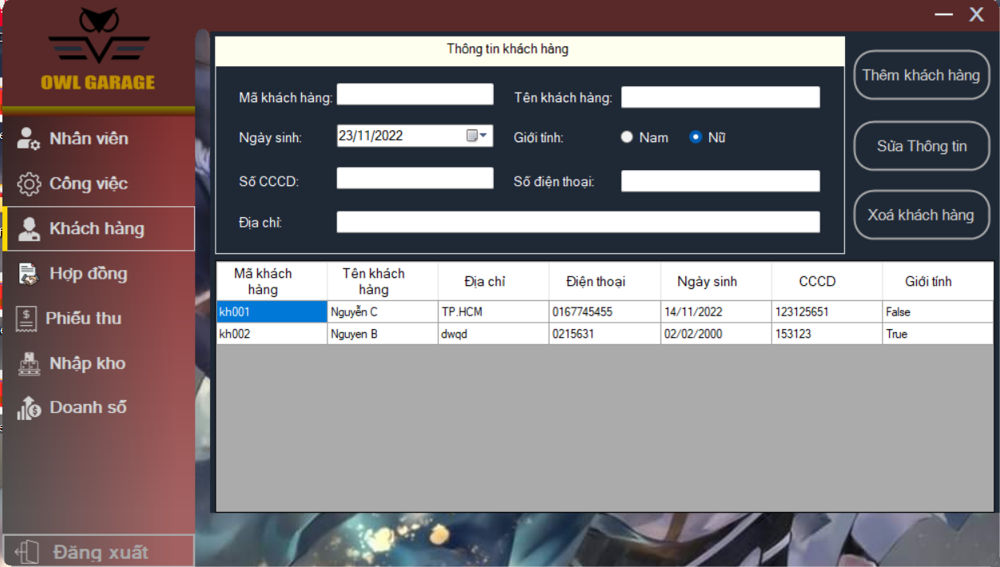 X
OWL GARAGE
Nhân viên
Công việc
Khách hàng
Hợp đồng
Phiếu thu
Nhập kho
Doanh số
Đăng xuất
Thông tin khách hàng
Mã khách hàng:
Tên khách hàng:
Ngày sinh: 23/11/2022
Giới tính: Nam Nữ
Số CCCD:
Số điện thoại:
Địa chỉ:
Thêm khách hàng
Sửa Thông tin
Xoá khách hàng
Mã khách hàng Tên khách hàng Địa chỉ Điện thoại Ngày sinh CCCD Giới tính
kh001 Nguyễn C TP.HCM 0167745455 14/11/2022 123125651 False
kh002 Nguyen B dwqd 0215631 02/02/2000 153123 True